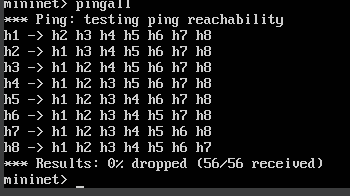 mininet> pingall
*** Ping: testing ping reachability
h1 -> h2 h3 h4 h5 h6 h7 h8
h2 -> h1 h3 h4 h5 h6 h7 h8
h3 -> h1 h2 h4 h5 h6 h7 h8
h4 -> h1 h2 h3 h5 h6 h7 h8
h5 -> h1 h2 h3 h4 h6 h7 h8
h6 -> h1 h2 h3 h4 h5 h7 h8
h7 -> h1 h2 h3 h4 h5 h6 h8
h8 -> h1 h2 h3 h4 h5 h6 h7
*** Results: 0% dropped (56/56 received)
mininet> _